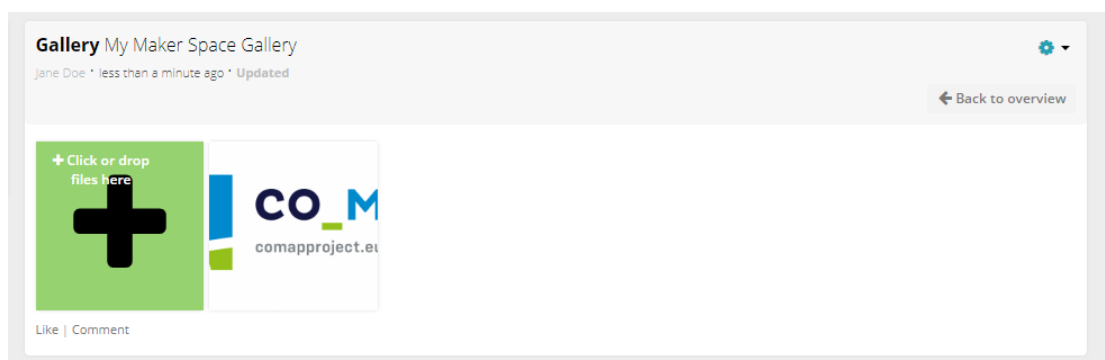 Gallery My Maker Space Gallery
Jane Doe · less than a minute ago · Updated
Back to overview
Click or drop
files here
CO_M
comapproject.eu
Like | Comment